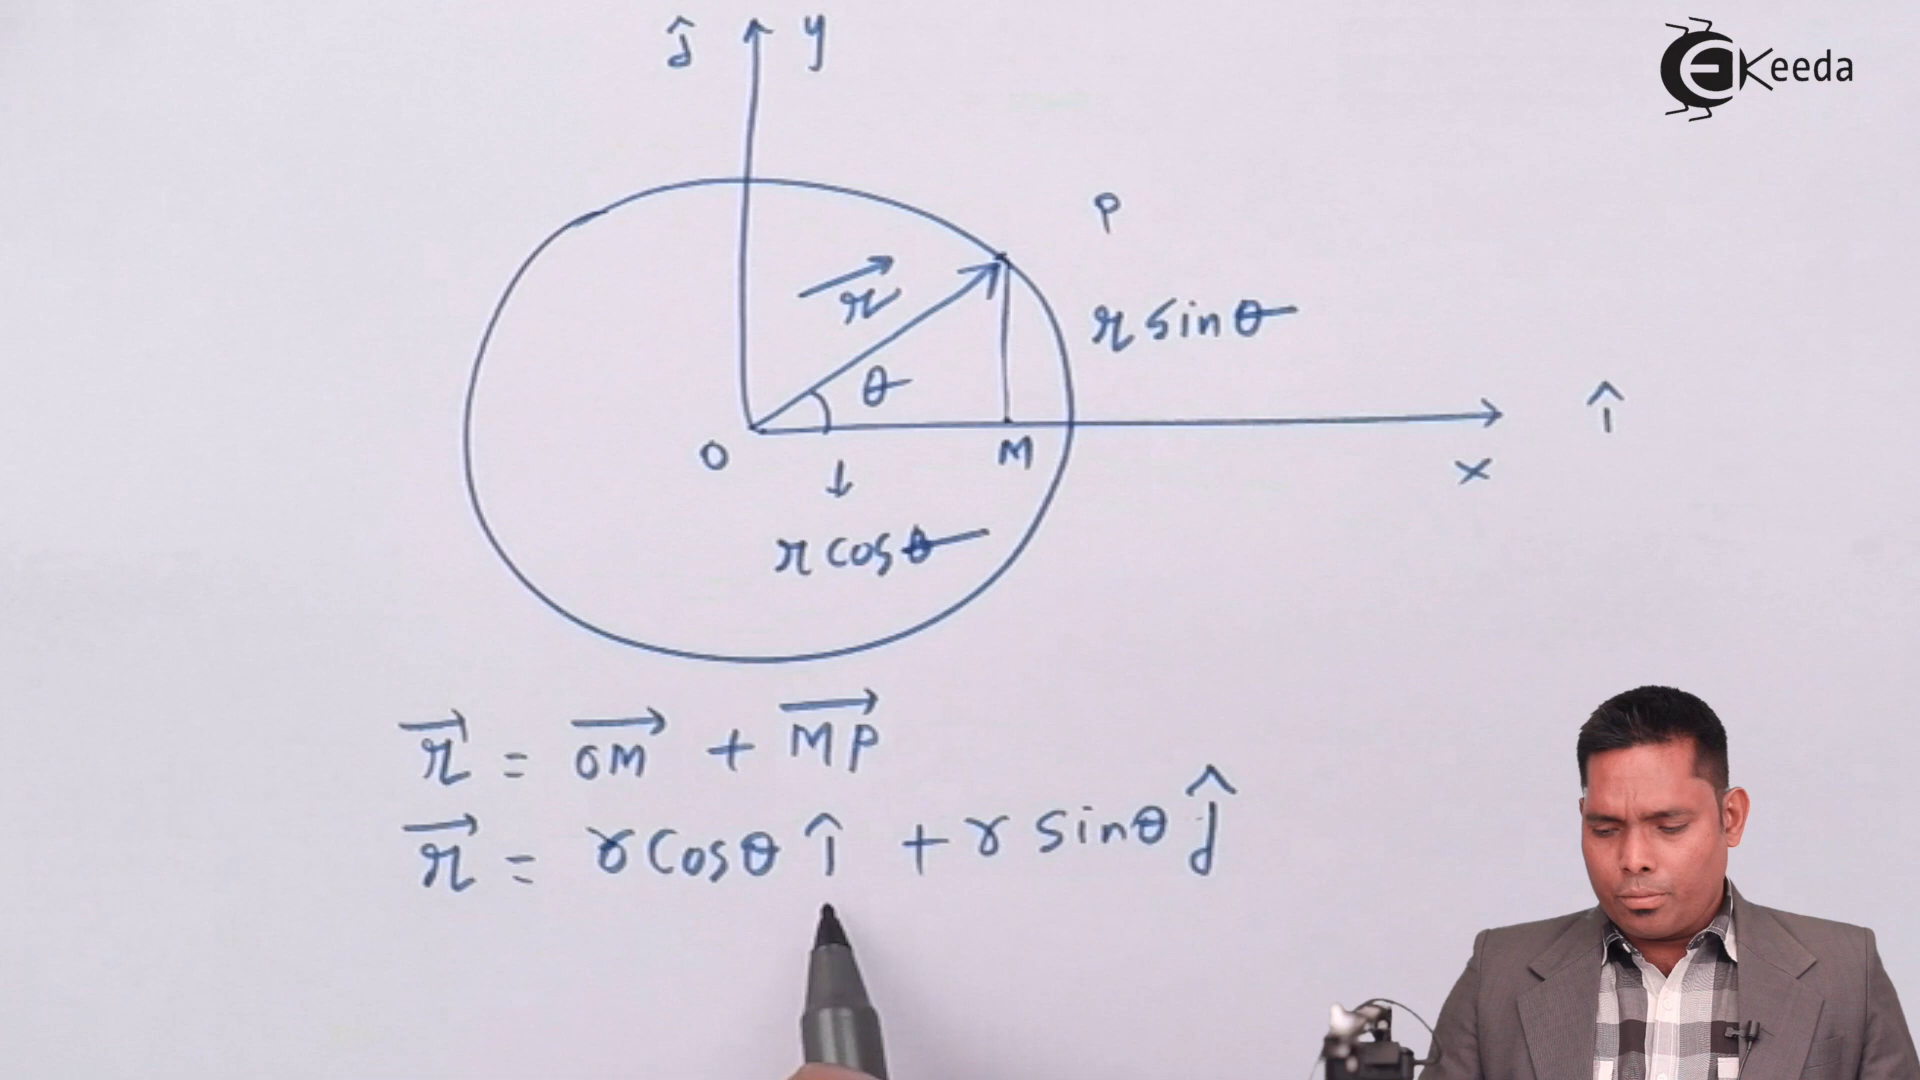 ĵ y
EKeeda
P
r⃗
r sinθ
θ
î
O M
x
↓
r cosθ
r⃗ = OM⃗ + MP⃗
r⃗ = r cosθ î + r sinθ ĵ